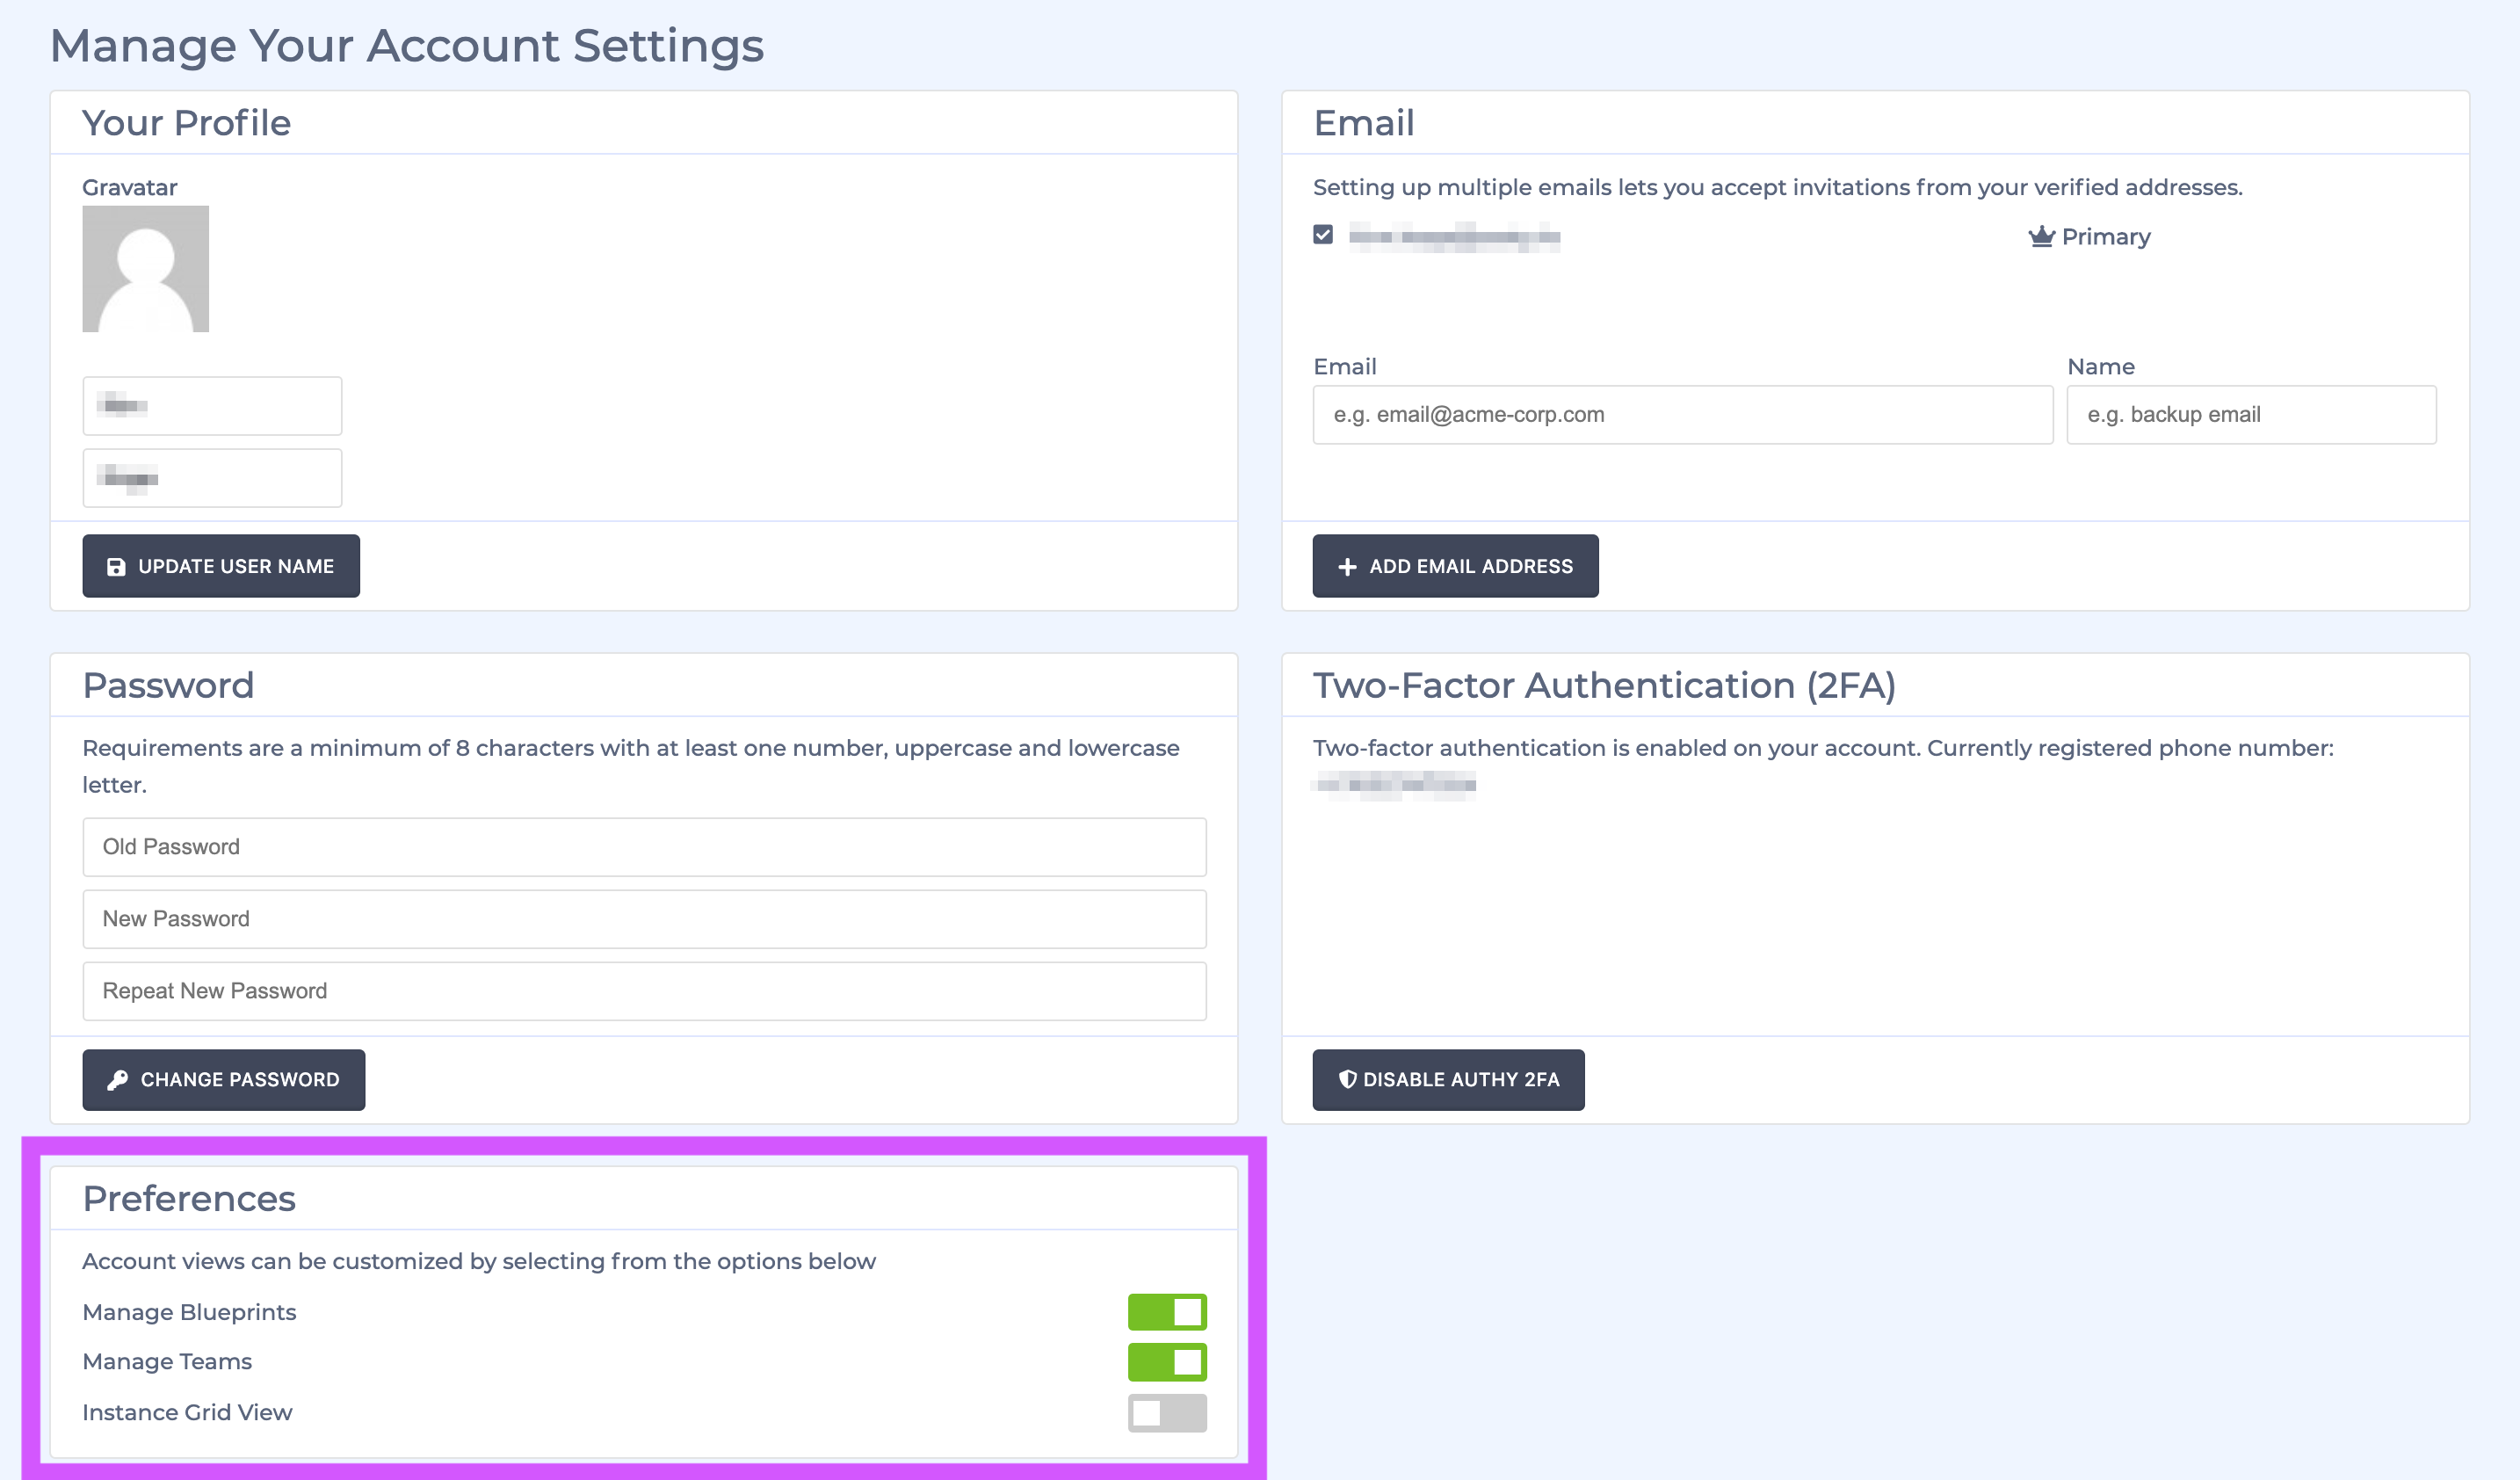 Manage Your Account Settings
Your Profile
Gravatar
UPDATE USER NAME
Email
Setting up multiple emails lets you accept invitations from your verified addresses.
Primary
Email
Name
e.g. email@acme-corp.com
e.g. backup email
ADD EMAIL ADDRESS
Password
Requirements are a minimum of 8 characters with at least one number, uppercase and lowercase
letter.
Old Password
New Password
Repeat New Password
CHANGE PASSWORD
Two-Factor Authentication (2FA)
Two-factor authentication is enabled on your account. Currently registered phone number:
DISABLE AUTHY 2FA
Preferences
Account views can be customized by selecting from the options below
Manage Blueprints
Manage Teams
Instance Grid View